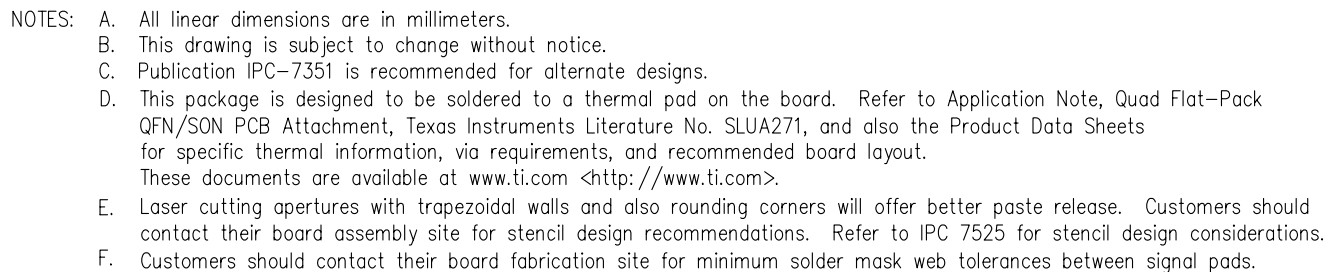 NOTES: A. All linear dimensions are in millimeters.
B. This drawing is subject to change without notice.
C. Publication IPC-7351 is recommended for alternate designs.
D. This package is designed to be soldered to a thermal pad on the board. Refer to Application Note, Quad Flat-Pack
QFN/SON PCB Attachment, Texas Instruments Literature No. SLUA271, and also the Product Data Sheets
for specific thermal information, via requirements, and recommended board layout.
These documents are available at www.ti.com <http://www.ti.com>.
E. Laser cutting apertures with trapezoidal walls and also rounding corners will offer better paste release. Customers should
contact their board assembly site for stencil design recommendations. Refer to IPC 7525 for stencil design considerations.
F. Customers should contact their board fabrication site for minimum solder mask web tolerances between signal pads.